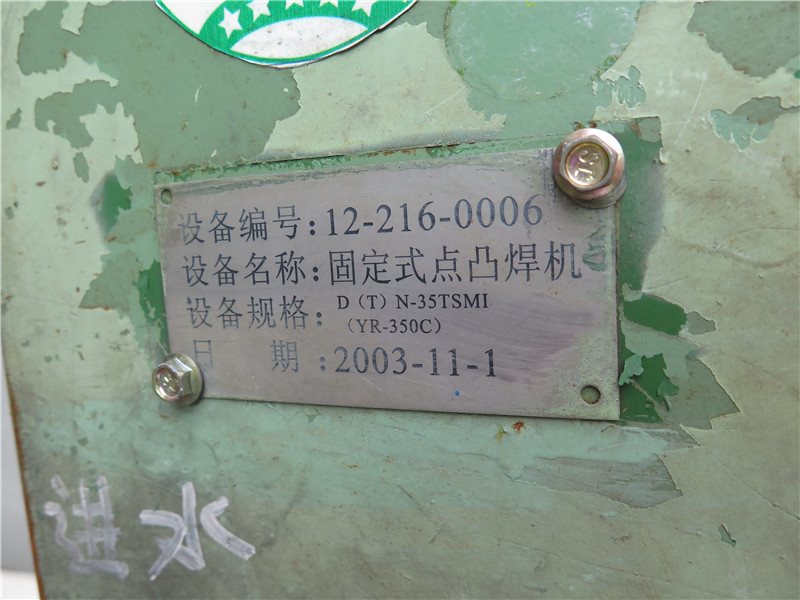 设备编号：12-216-0006
设备名称：固定式点凸焊机
设备规格：D（T）N-35TSMI
（YR-350C）
日 期：2003-11-1
进水